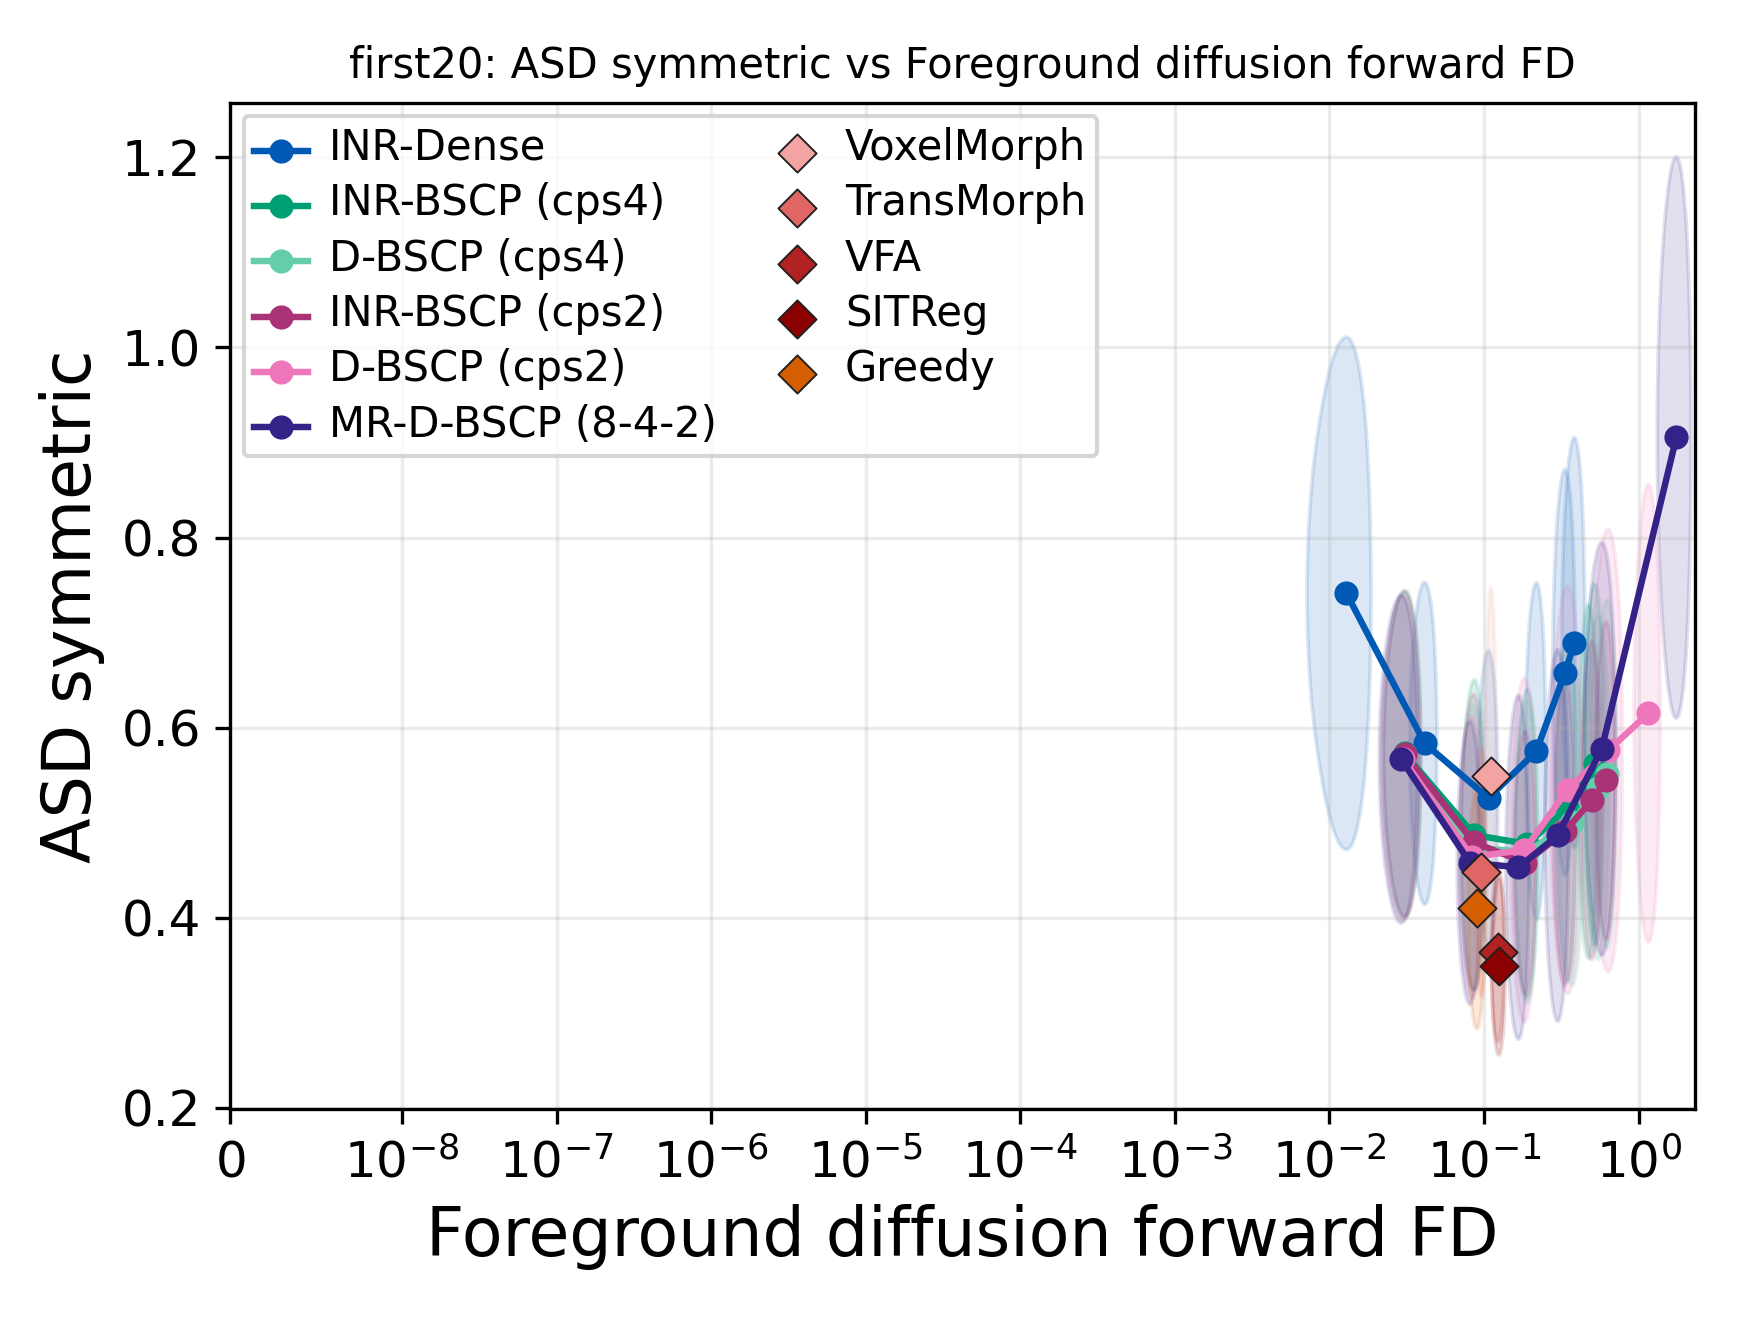 first20: ASD symmetric vs Foreground diffusion forward FD
ASD symmetric
1.2
1.0
0.8
0.6
0.4
0.2
INR-Dense
INR-BSCP (cps4)
D-BSCP (cps4)
INR-BSCP (cps2)
D-BSCP (cps2)
MR-D-BSCP (8-4-2)
VoxelMorph
TransMorph
VFA
SITReg
Greedy
0 10⁻⁸ 10⁻⁷ 10⁻⁶ 10⁻⁵ 10⁻⁴ 10⁻³ 10⁻² 10⁻¹ 10⁰
Foreground diffusion forward FD